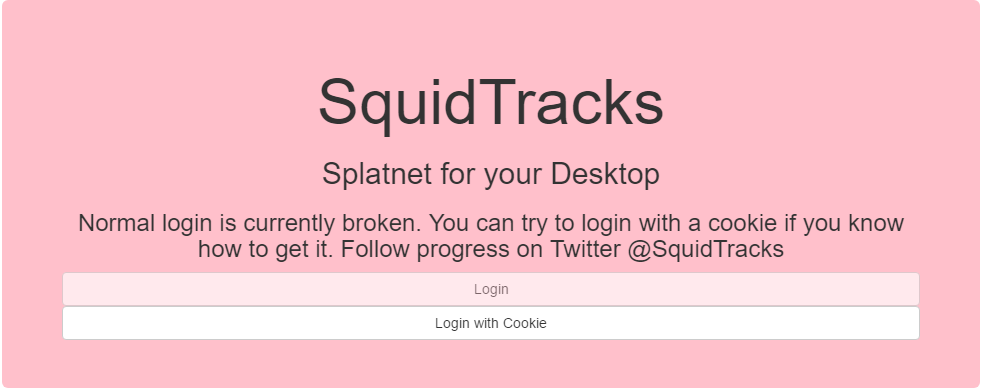 SquidTracks
Splatnet for your Desktop
Normal login is currently broken. You can try to login with a cookie if you know
how to get it. Follow progress on Twitter @SquidTracks
Login
Login with Cookie